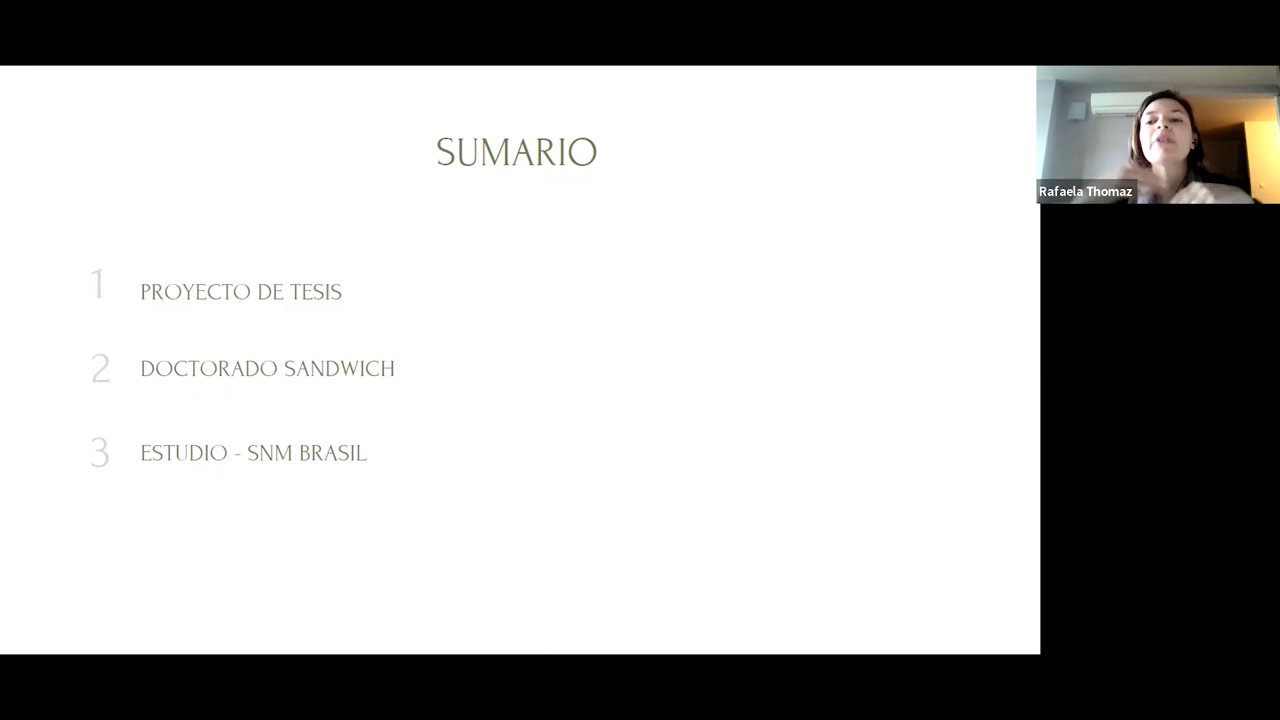 SUMARIO
Rafaela Thomaz
1 PROYECTO DE TESIS
2 DOCTORADO SANDWICH
3 ESTUDIO - SNM BRASIL